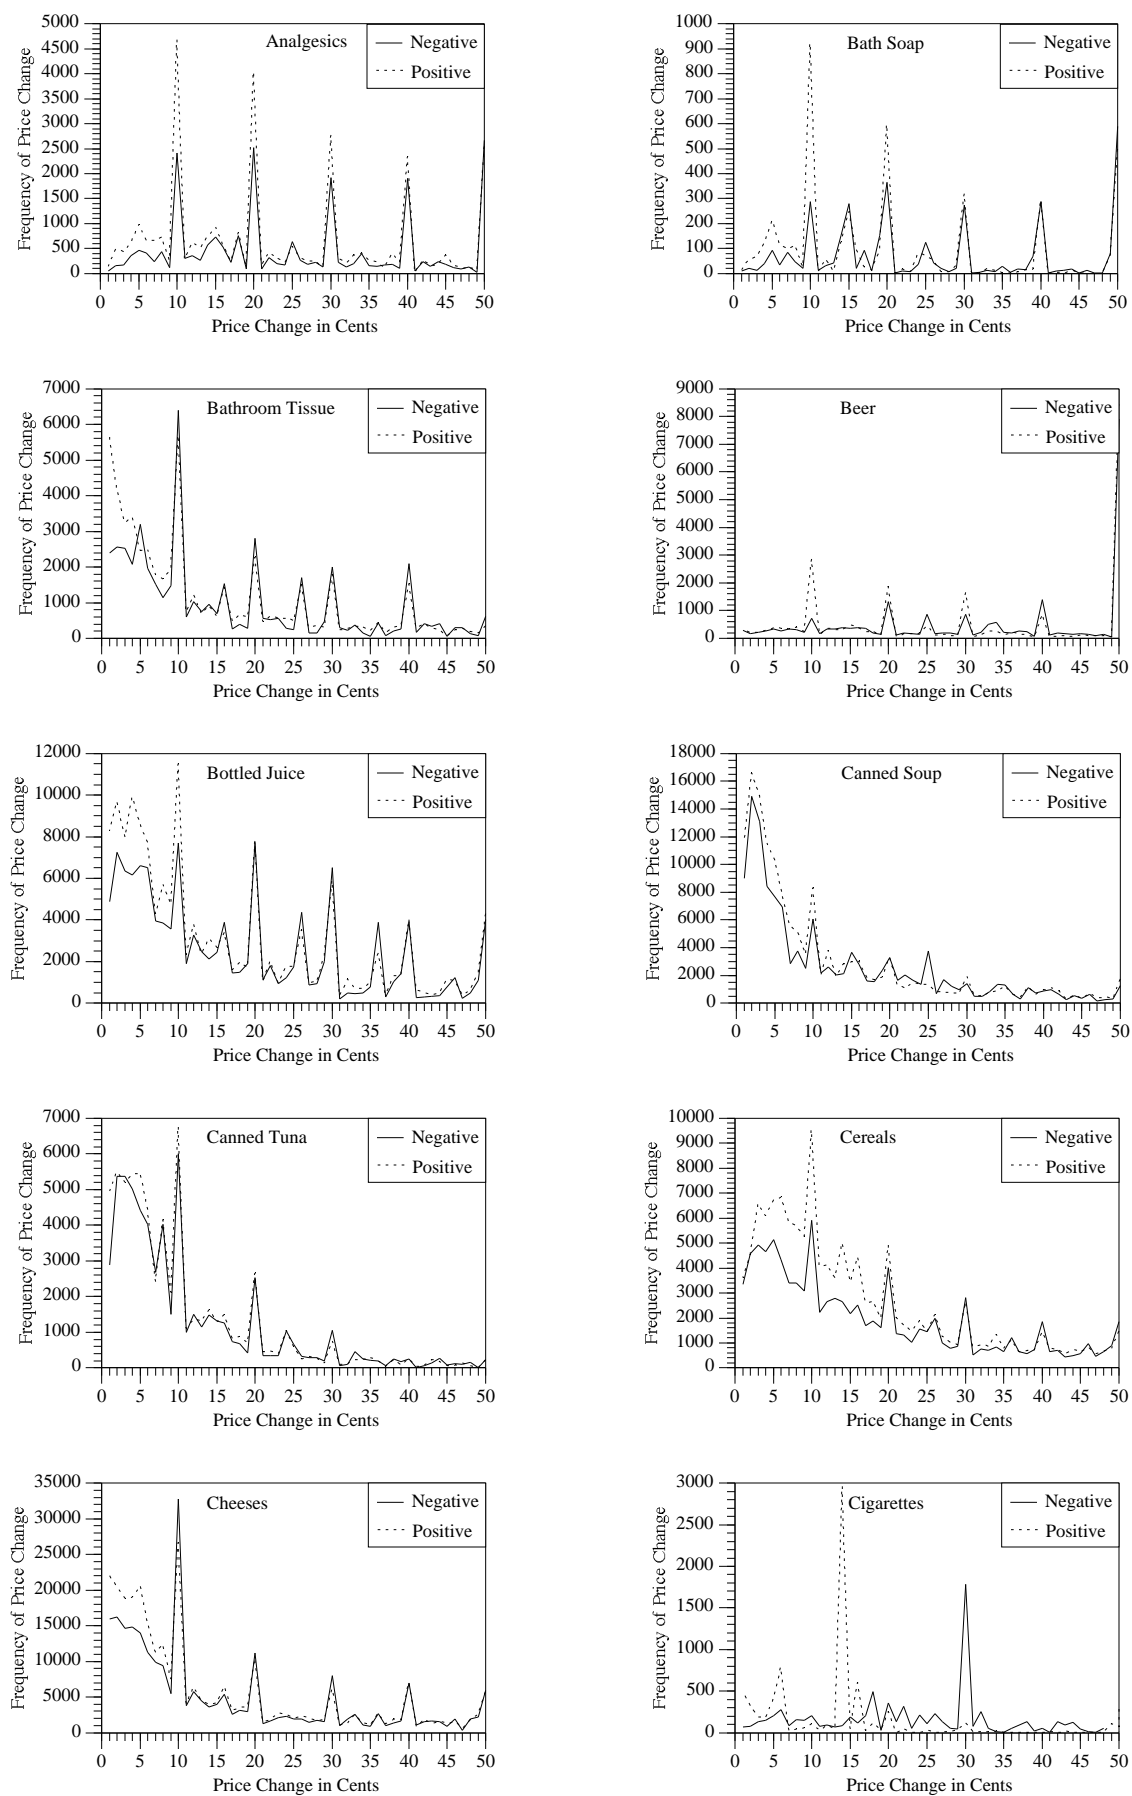 Analgesics
Negative
Positive
Frequency of Price Change
5000
4500
4000
3500
3000
2500
2000
1500
1000
500
0
0 5 10 15 20 25 30 35 40 45 50
Price Change in Cents
Bath Soap
Negative
Positive
Frequency of Price Change
1000
900
800
700
600
500
400
300
200
100
0
0 5 10 15 20 25 30 35 40 45 50
Price Change in Cents
Bathroom Tissue
Negative
Positive
Frequency of Price Change
7000
6000
5000
4000
3000
2000
1000
0
0 5 10 15 20 25 30 35 40 45 50
Price Change in Cents
Beer
Negative
Positive
Frequency of Price Change
9000
8000
7000
6000
5000
4000
3000
2000
1000
0
0 5 10 15 20 25 30 35 40 45 50
Price Change in Cents
Bottled Juice
Negative
Positive
Frequency of Price Change
12000
10000
8000
6000
4000
2000
0
0 5 10 15 20 25 30 35 40 45 50
Price Change in Cents
Canned Soup
Negative
Positive
Frequency of Price Change
18000
16000
14000
12000
10000
8000
6000
4000
2000
0
0 5 10 15 20 25 30 35 40 45 50
Price Change in Cents
Canned Tuna
Negative
Positive
Frequency of Price Change
7000
6000
5000
4000
3000
2000
1000
0
0 5 10 15 20 25 30 35 40 45 50
Price Change in Cents
Cereals
Negative
Positive
Frequency of Price Change
10000
9000
8000
7000
6000
5000
4000
3000
2000
1000
0
0 5 10 15 20 25 30 35 40 45 50
Price Change in Cents
Cheeses
Negative
Positive
Frequency of Price Change
35000
30000
25000
20000
15000
10000
5000
0
0 5 10 15 20 25 30 35 40 45 50
Price Change in Cents
Cigarettes
Negative
Positive
Frequency of Price Change
3000
2500
2000
1500
1000
500
0
0 5 10 15 20 25 30 35 40 45 50
Price Change in Cents